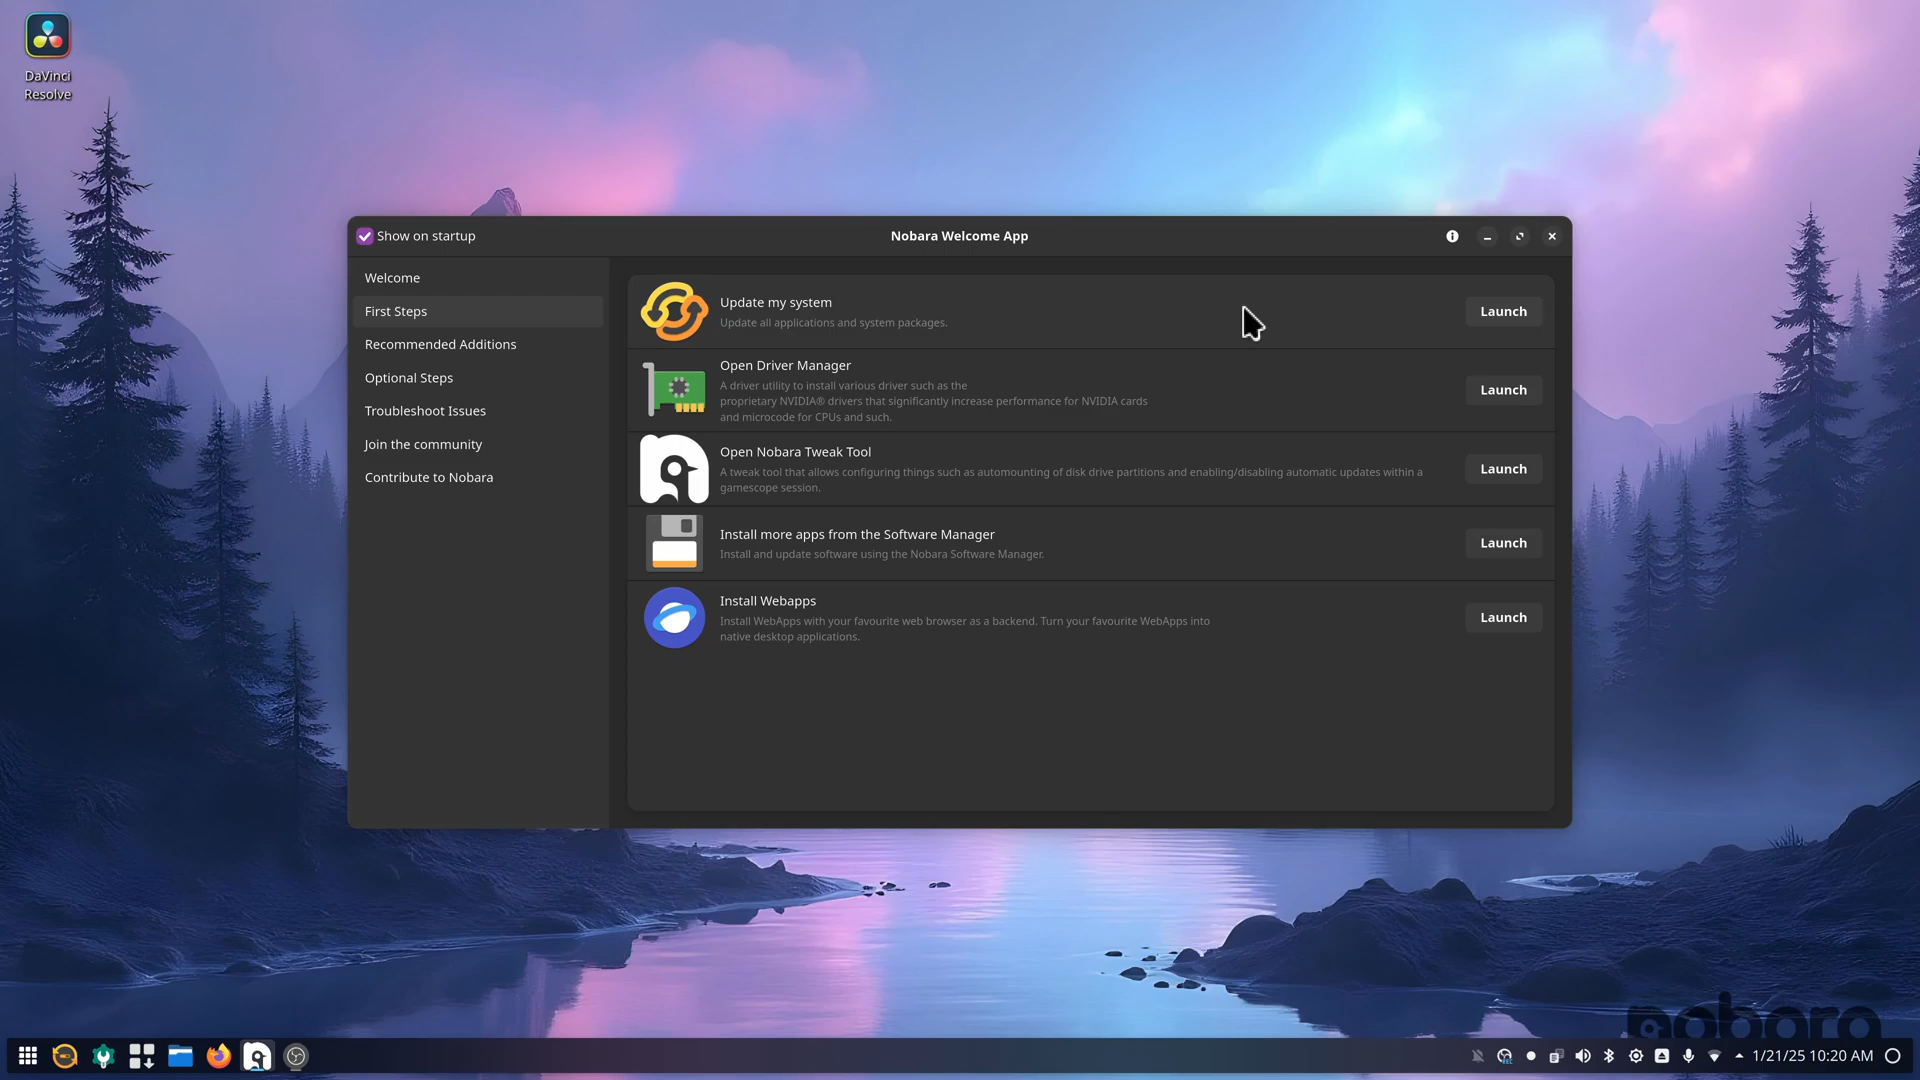 DaVinci
Resolve
Show on startup
Nobara Welcome App
Welcome
First Steps
Recommended Additions
Optional Steps
Troubleshoot Issues
Join the community
Contribute to Nobara
Update my system
Update all applications and system packages.
Launch
Open Driver Manager
A driver utility to install various driver such as the
proprietary NVIDIA® drivers that significantly increase performance for NVIDIA cards
and microcode for CPUs and such.
Launch
Open Nobara Tweak Tool
A tweak tool that allows configuring things such as automounting of disk drive partitions and enabling/disabling automatic updates within a
gamescope session.
Launch
Install more apps from the Software Manager
Install and update software using the Nobara Software Manager.
Launch
Install Webapps
Install WebApps with your favourite web browser as a backend. Turn your favourite WebApps into
native desktop applications.
Launch
nobara
1/21/25 10:20 AM